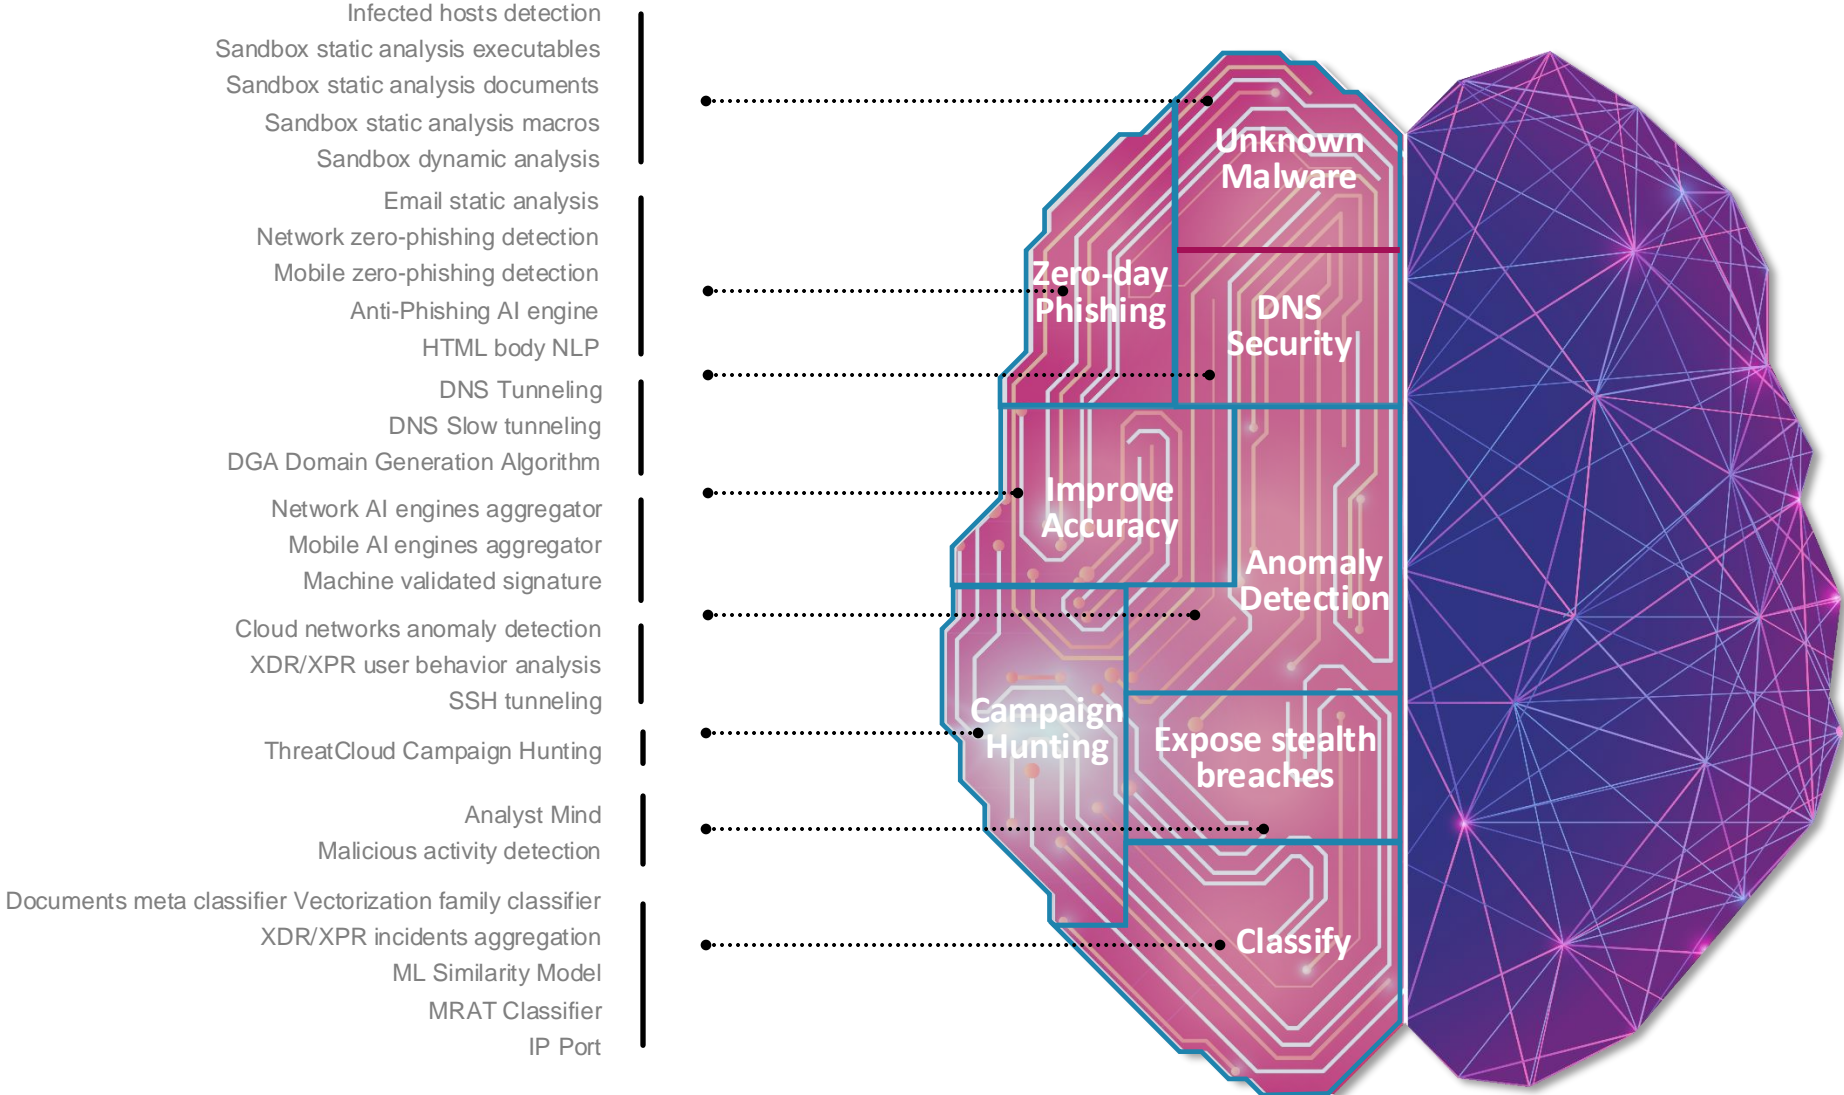 Infected hosts detection
Sandbox static analysis executables
Sandbox static analysis documents
Sandbox static analysis macros
Sandbox dynamic analysis
Email static analysis
Network zero-phishing detection
Mobile zero-phishing detection
Anti-Phishing AI engine
HTML body NLP
DNS Tunneling
DNS Slow tunneling
DGA Domain Generation Algorithm
Network AI engines aggregator
Mobile AI engines aggregator
Machine validated signature
Cloud networks anomaly detection
XDR/XPR user behavior analysis
SSH tunneling
ThreatCloud Campaign Hunting
Analyst Mind
Malicious activity detection
Documents meta classifier Vectorization family classifier
XDR/XPR incidents aggregation
ML Similarity Model
MRAT Classifier
IP Port
Unknown
Malware
Zero-day
Phishing
DNS
Security
Improve
Accuracy
Anomaly
Detection
Campaign
Hunting
Expose stealth
breaches
Classify